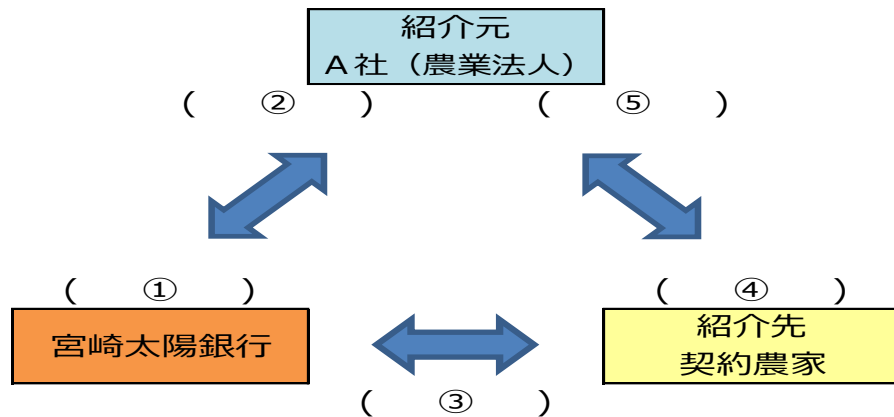 紹介元
A社（農業法人）
(　②　)　(　⑤　)
(　①　)　(　④　)
宮崎太陽銀行
紹介先
契約農家
(　③　)